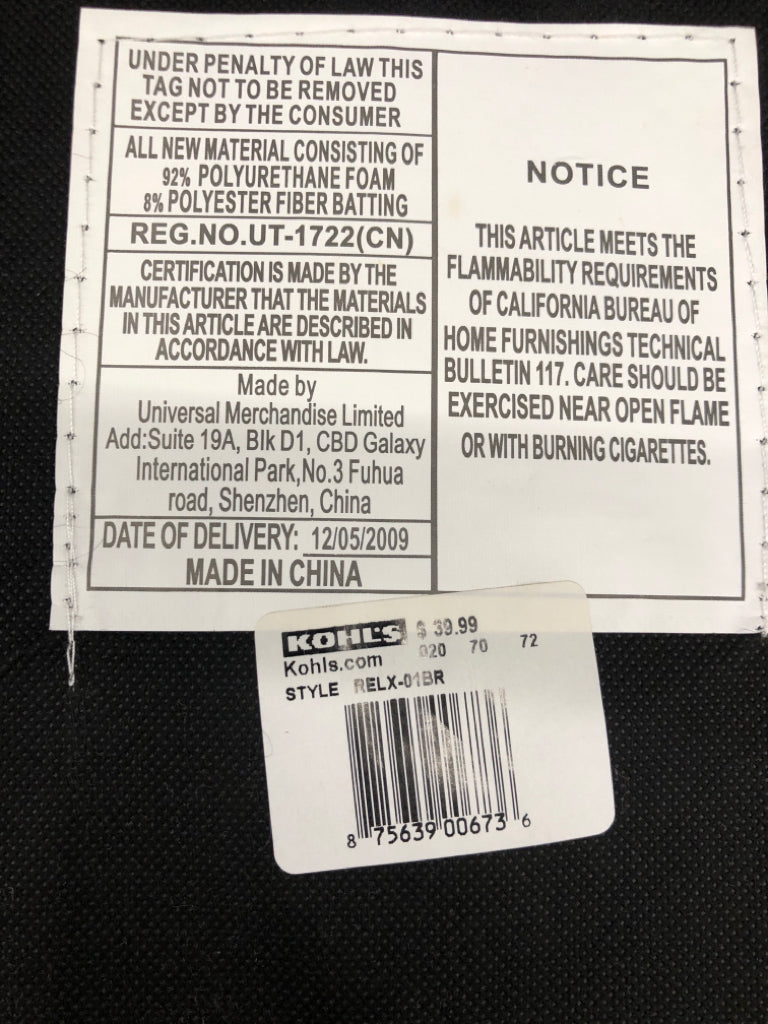 UNDER PENALTY OF LAW THIS
TAG NOT TO BE REMOVED
EXCEPT BY THE CONSUMER
ALL NEW MATERIAL CONSISTING OF
92% POLYURETHANE FOAM
8% POLYESTER FIBER BATTING
REG.NO.UT-1722(CN)
CERTIFICATION IS MADE BY THE
MANUFACTURER THAT THE MATERIALS
IN THIS ARTICLE ARE DESCRIBED IN
ACCORDANCE WITH LAW.
Made by
Universal Merchandise Limited
Add:Suite 19A, Blk D1, CBD Galaxy
International Park,No.3 Fuhua
road, Shenzhen, China
DATE OF DELIVERY: 12/05/2009
MADE IN CHINA
NOTICE
THIS ARTICLE MEETS THE
FLAMMABILITY REQUIREMENTS
OF CALIFORNIA BUREAU OF
HOME FURNISHINGS TECHNICAL
BULLETIN 117. CARE SHOULD BE
EXERCISED NEAR OPEN FLAME
OR WITH BURNING CIGARETTES.
KOHL'S $ 39.99
Kohls.com 020 70 72
STYLE RELX-01BR
8 75639 00673 6